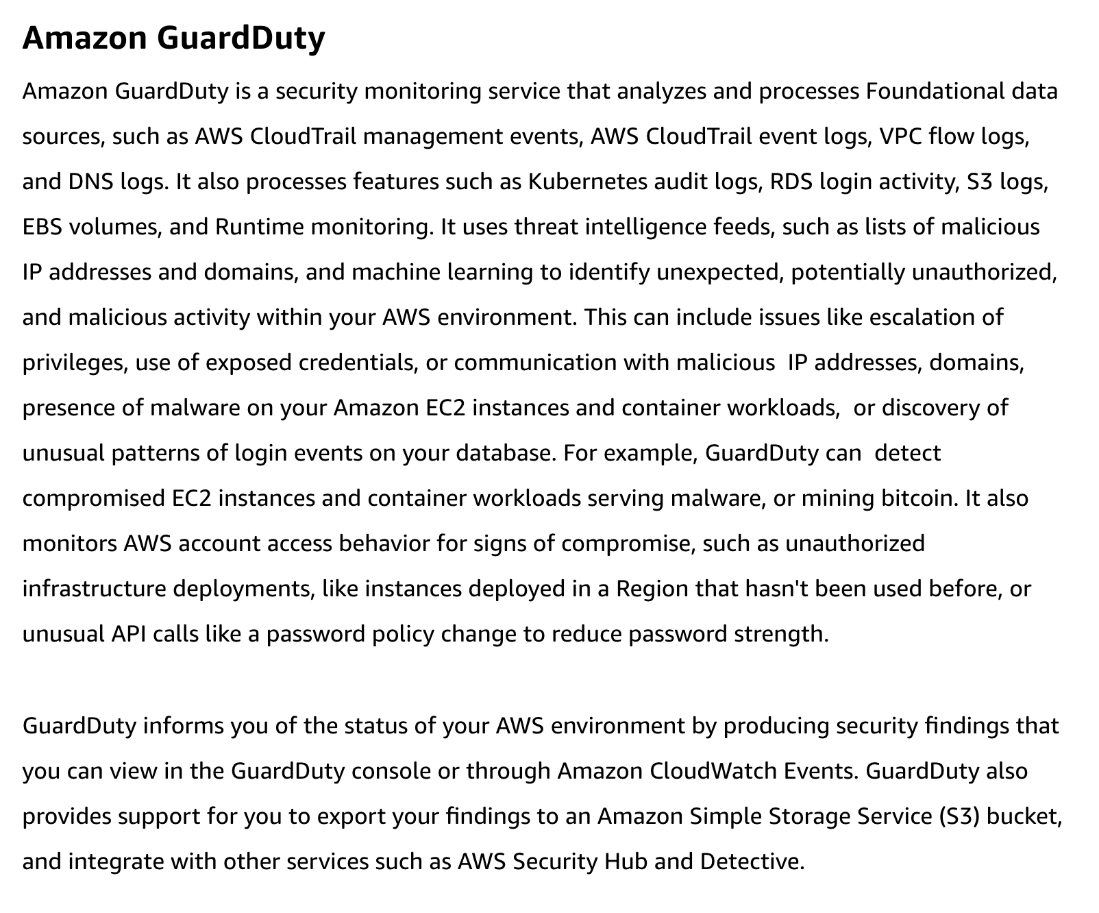 Amazon GuardDuty
Amazon GuardDuty is a security monitoring service that analyzes and processes Foundational data
sources, such as AWS CloudTrail management events, AWS CloudTrail event logs, VPC flow logs,
and DNS logs. It also processes features such as Kubernetes audit logs, RDS login activity, S3 logs,
EBS volumes, and Runtime monitoring. It uses threat intelligence feeds, such as lists of malicious
IP addresses and domains, and machine learning to identify unexpected, potentially unauthorized,
and malicious activity within your AWS environment. This can include issues like escalation of
privileges, use of exposed credentials, or communication with malicious  IP addresses, domains,
presence of malware on your Amazon EC2 instances and container workloads,  or discovery of
unusual patterns of login events on your database. For example, GuardDuty can  detect
compromised EC2 instances and container workloads serving malware, or mining bitcoin. It also
monitors AWS account access behavior for signs of compromise, such as unauthorized
infrastructure deployments, like instances deployed in a Region that hasn't been used before, or
unusual API calls like a password policy change to reduce password strength.
GuardDuty informs you of the status of your AWS environment by producing security findings that
you can view in the GuardDuty console or through Amazon CloudWatch Events. GuardDuty also
provides support for you to export your findings to an Amazon Simple Storage Service (S3) bucket,
and integrate with other services such as AWS Security Hub and Detective.